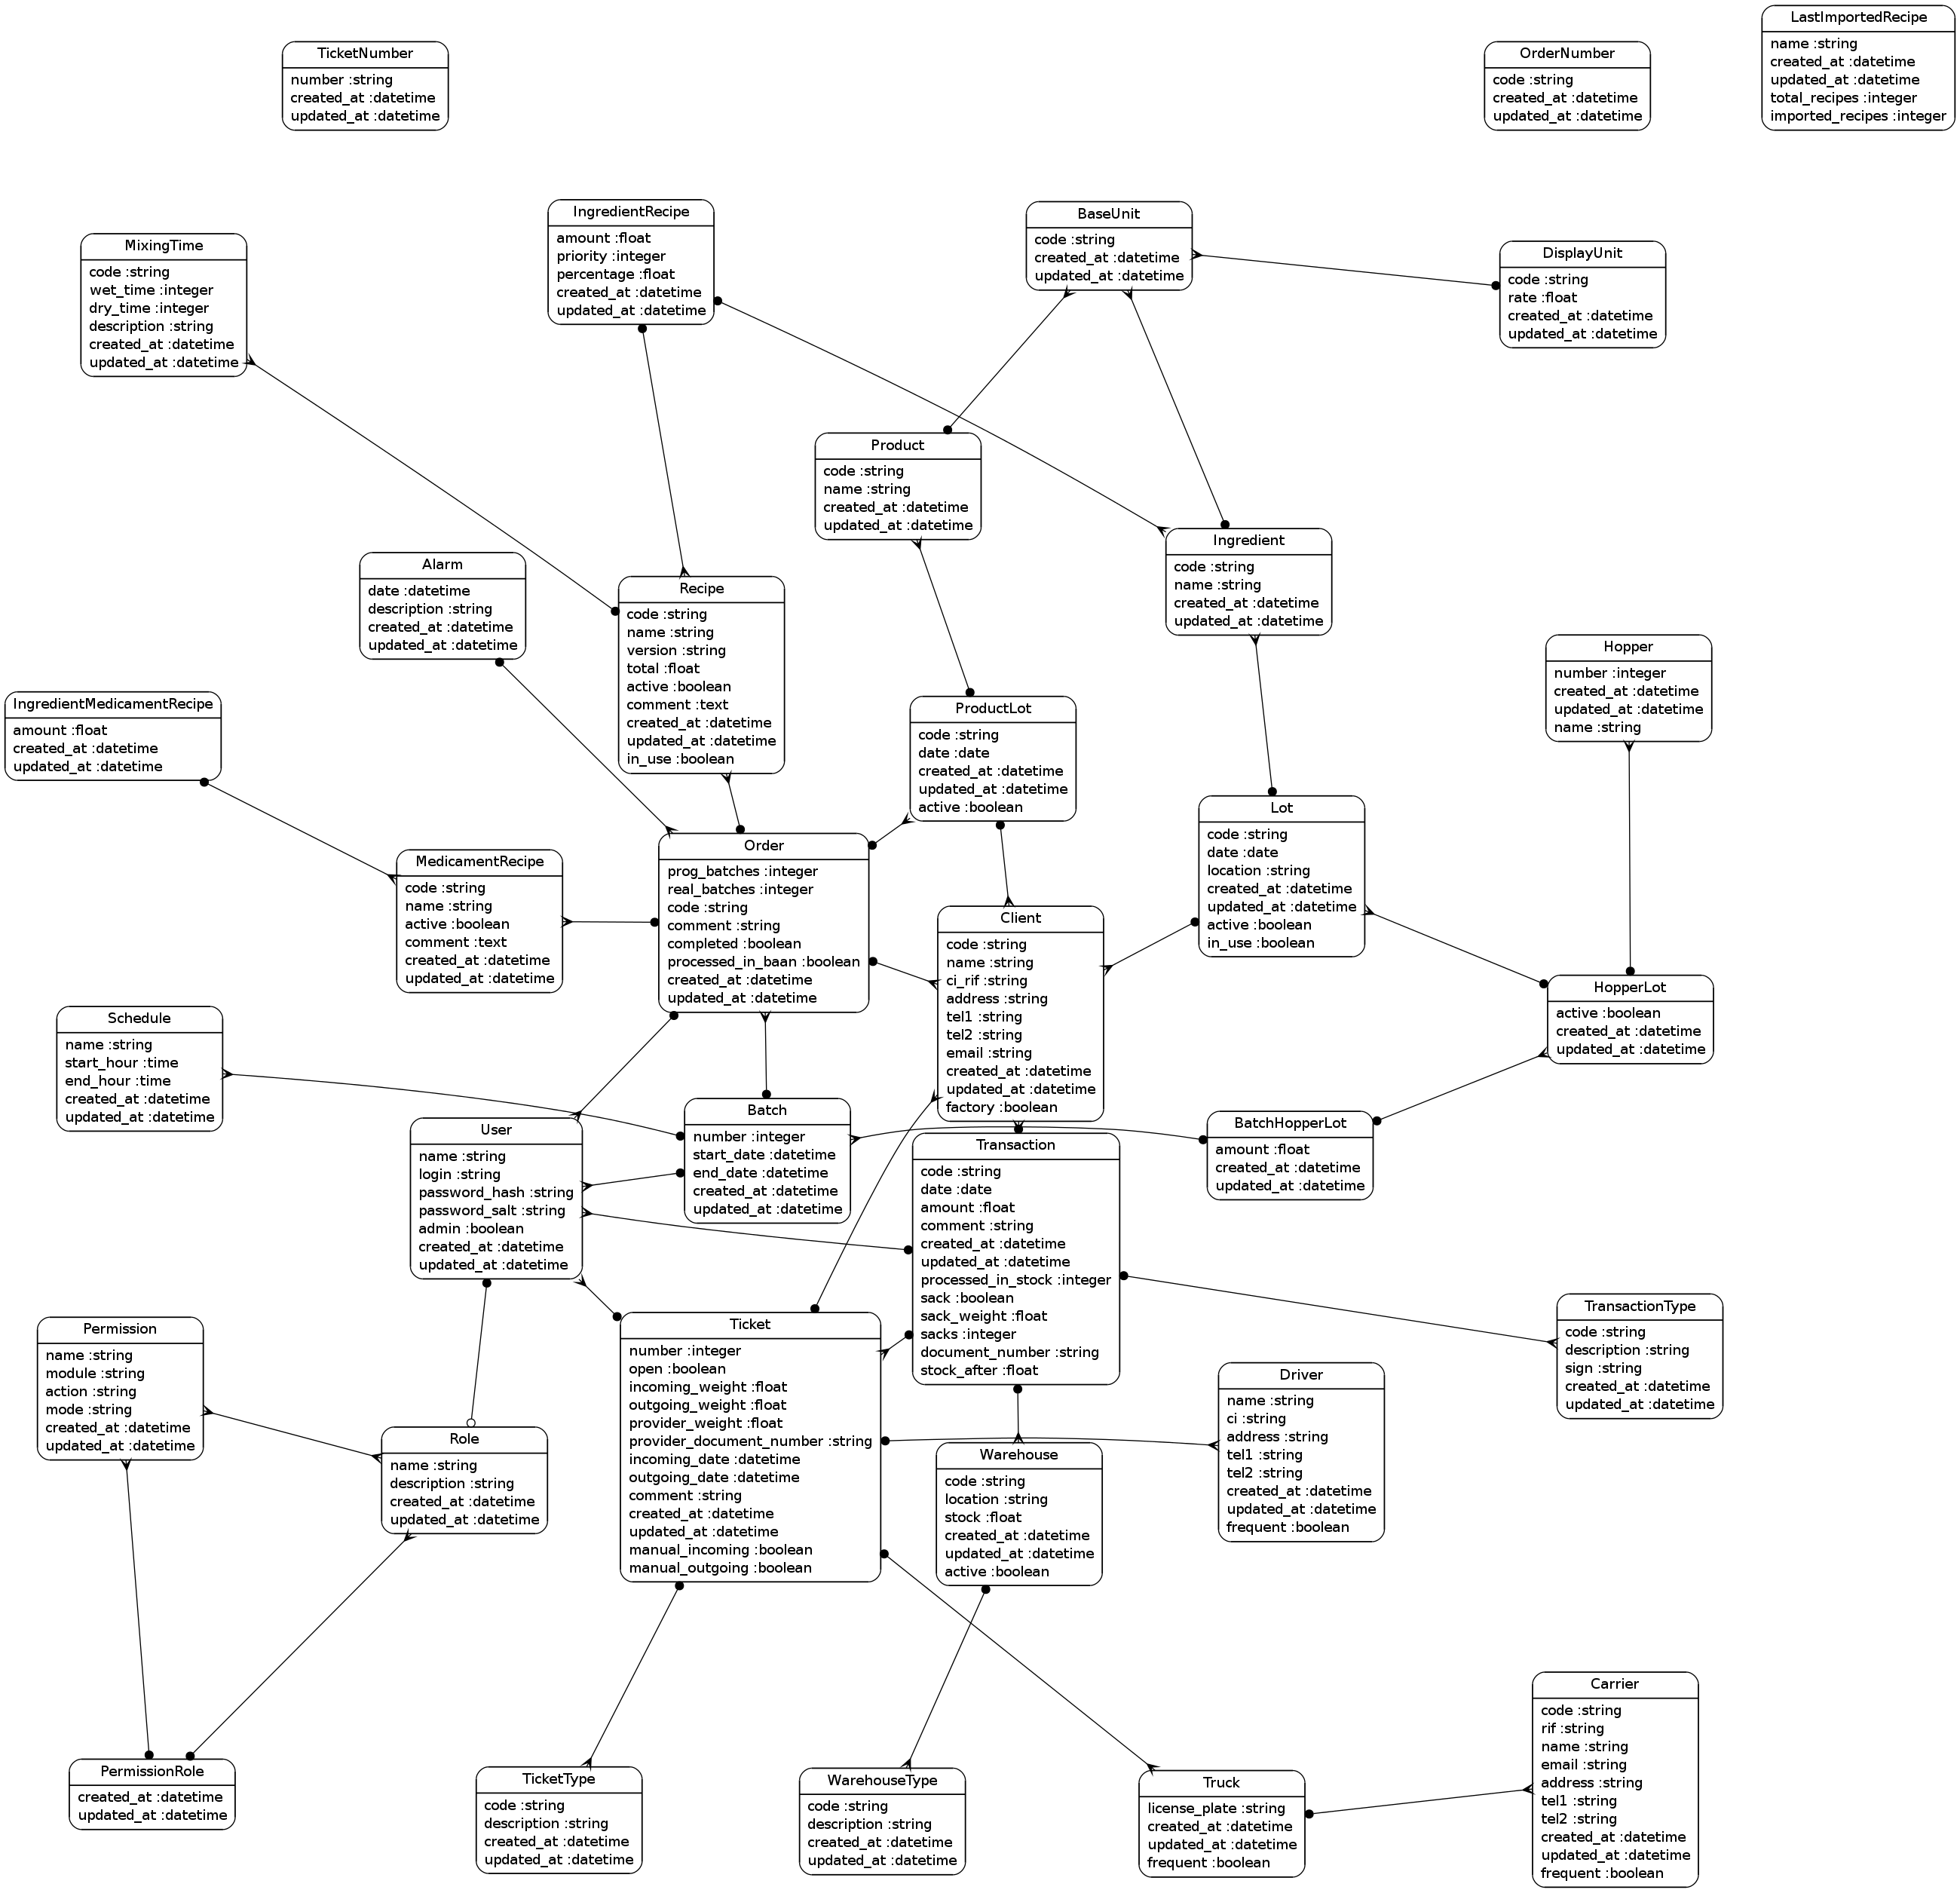 LastImportedRecipe
name :string
created_at :datetime
updated_at :datetime
total_recipes :integer
imported_recipes :integer
TicketNumber
number :string
created_at :datetime
updated_at :datetime
OrderNumber
code :string
created_at :datetime
updated_at :datetime
IngredientRecipe
amount :float
priority :integer
percentage :float
created_at :datetime
updated_at :datetime
BaseUnit
code :string
created_at :datetime
updated_at :datetime
MixingTime
code :string
wet_time :integer
dry_time :integer
description :string
created_at :datetime
updated_at :datetime
DisplayUnit
code :string
rate :float
created_at :datetime
updated_at :datetime
Product
code :string
name :string
created_at :datetime
updated_at :datetime
Ingredient
code :string
name :string
created_at :datetime
updated_at :datetime
Alarm
date :datetime
description :string
created_at :datetime
updated_at :datetime
Recipe
code :string
name :string
version :string
total :float
active :boolean
comment :text
created_at :datetime
updated_at :datetime
in_use :boolean
Hopper
number :integer
created_at :datetime
updated_at :datetime
name :string
IngredientMedicamentRecipe
amount :float
created_at :datetime
updated_at :datetime
ProductLot
code :string
date :date
created_at :datetime
updated_at :datetime
active :boolean
Lot
code :string
date :date
location :string
created_at :datetime
updated_at :datetime
active :boolean
in_use :boolean
Order
prog_batches :integer
real_batches :integer
code :string
comment :string
completed :boolean
processed_in_baan :boolean
created_at :datetime
updated_at :datetime
MedicamentRecipe
code :string
name :string
active :boolean
comment :text
created_at :datetime
updated_at :datetime
Client
code :string
name :string
ci_rif :string
address :string
tel1 :string
tel2 :string
email :string
created_at :datetime
updated_at :datetime
factory :boolean
HopperLot
active :boolean
created_at :datetime
updated_at :datetime
Schedule
name :string
start_hour :time
end_hour :time
created_at :datetime
updated_at :datetime
Batch
number :integer
start_date :datetime
end_date :datetime
created_at :datetime
updated_at :datetime
BatchHopperLot
amount :float
created_at :datetime
updated_at :datetime
User
name :string
login :string
password_hash :string
password_salt :string
admin :boolean
created_at :datetime
updated_at :datetime
Transaction
code :string
date :date
amount :float
comment :string
created_at :datetime
updated_at :datetime
processed_in_stock :integer
sack :boolean
sack_weight :float
sacks :integer
document_number :string
stock_after :float
TransactionType
code :string
description :string
sign :string
created_at :datetime
updated_at :datetime
Permission
name :string
module :string
action :string
mode :string
created_at :datetime
updated_at :datetime
Ticket
number :integer
open :boolean
incoming_weight :float
outgoing_weight :float
provider_weight :float
provider_document_number :string
incoming_date :datetime
outgoing_date :datetime
comment :string
created_at :datetime
updated_at :datetime
manual_incoming :boolean
manual_outgoing :boolean
Driver
name :string
ci :string
address :string
tel1 :string
tel2 :string
created_at :datetime
updated_at :datetime
frequent :boolean
Role
name :string
description :string
created_at :datetime
updated_at :datetime
Warehouse
code :string
location :string
stock :float
created_at :datetime
updated_at :datetime
active :boolean
Carrier
code :string
rif :string
name :string
email :string
address :string
tel1 :string
tel2 :string
created_at :datetime
updated_at :datetime
frequent :boolean
PermissionRole
created_at :datetime
updated_at :datetime
TicketType
code :string
description :string
created_at :datetime
updated_at :datetime
WarehouseType
code :string
description :string
created_at :datetime
updated_at :datetime
Truck
license_plate :string
created_at :datetime
updated_at :datetime
frequent :boolean